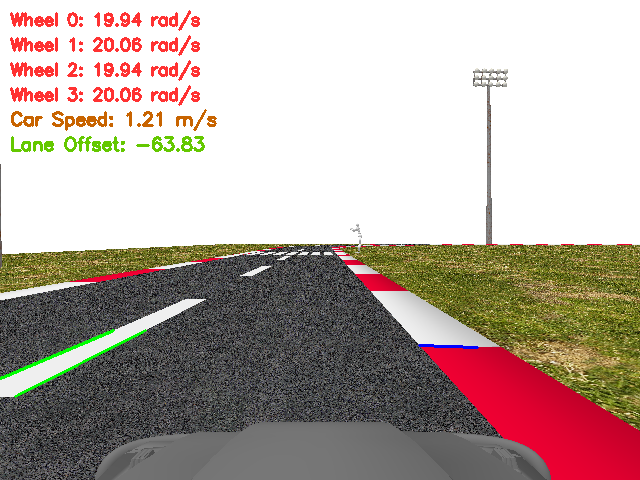 Wheel 0: 19.94 rad/s
Wheel 1: 20.06 rad/s
Wheel 2: 19.94 rad/s
Wheel 3: 20.06 rad/s
Car Speed: 1.21 m/s
Lane Offset: -63.83